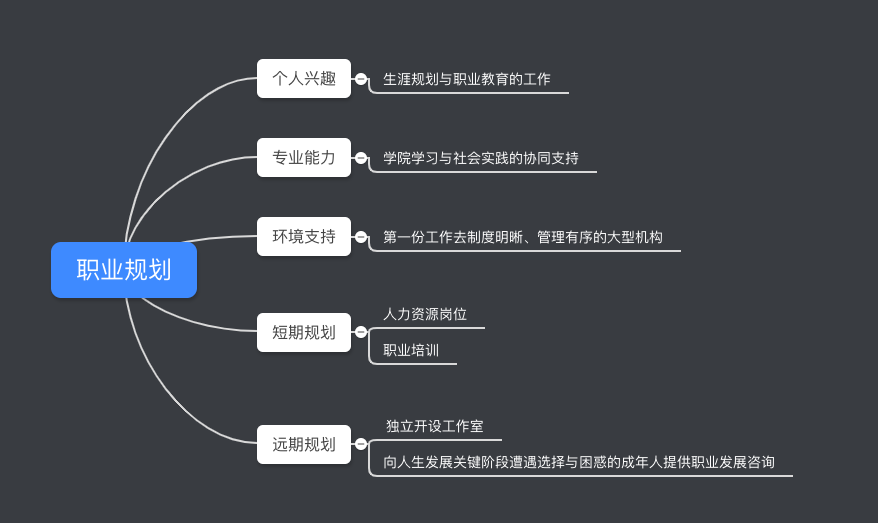 职业规划
个人兴趣
生涯规划与职业教育的工作
专业能力
学院学习与社会实践的协同支持
环境支持
第一份工作去制度明晰、管理有序的大型机构
短期规划
人力资源岗位
职业培训
远期规划
独立开设工作室
向人生发展关键阶段遭遇选择与困惑的成年人提供职业发展咨询